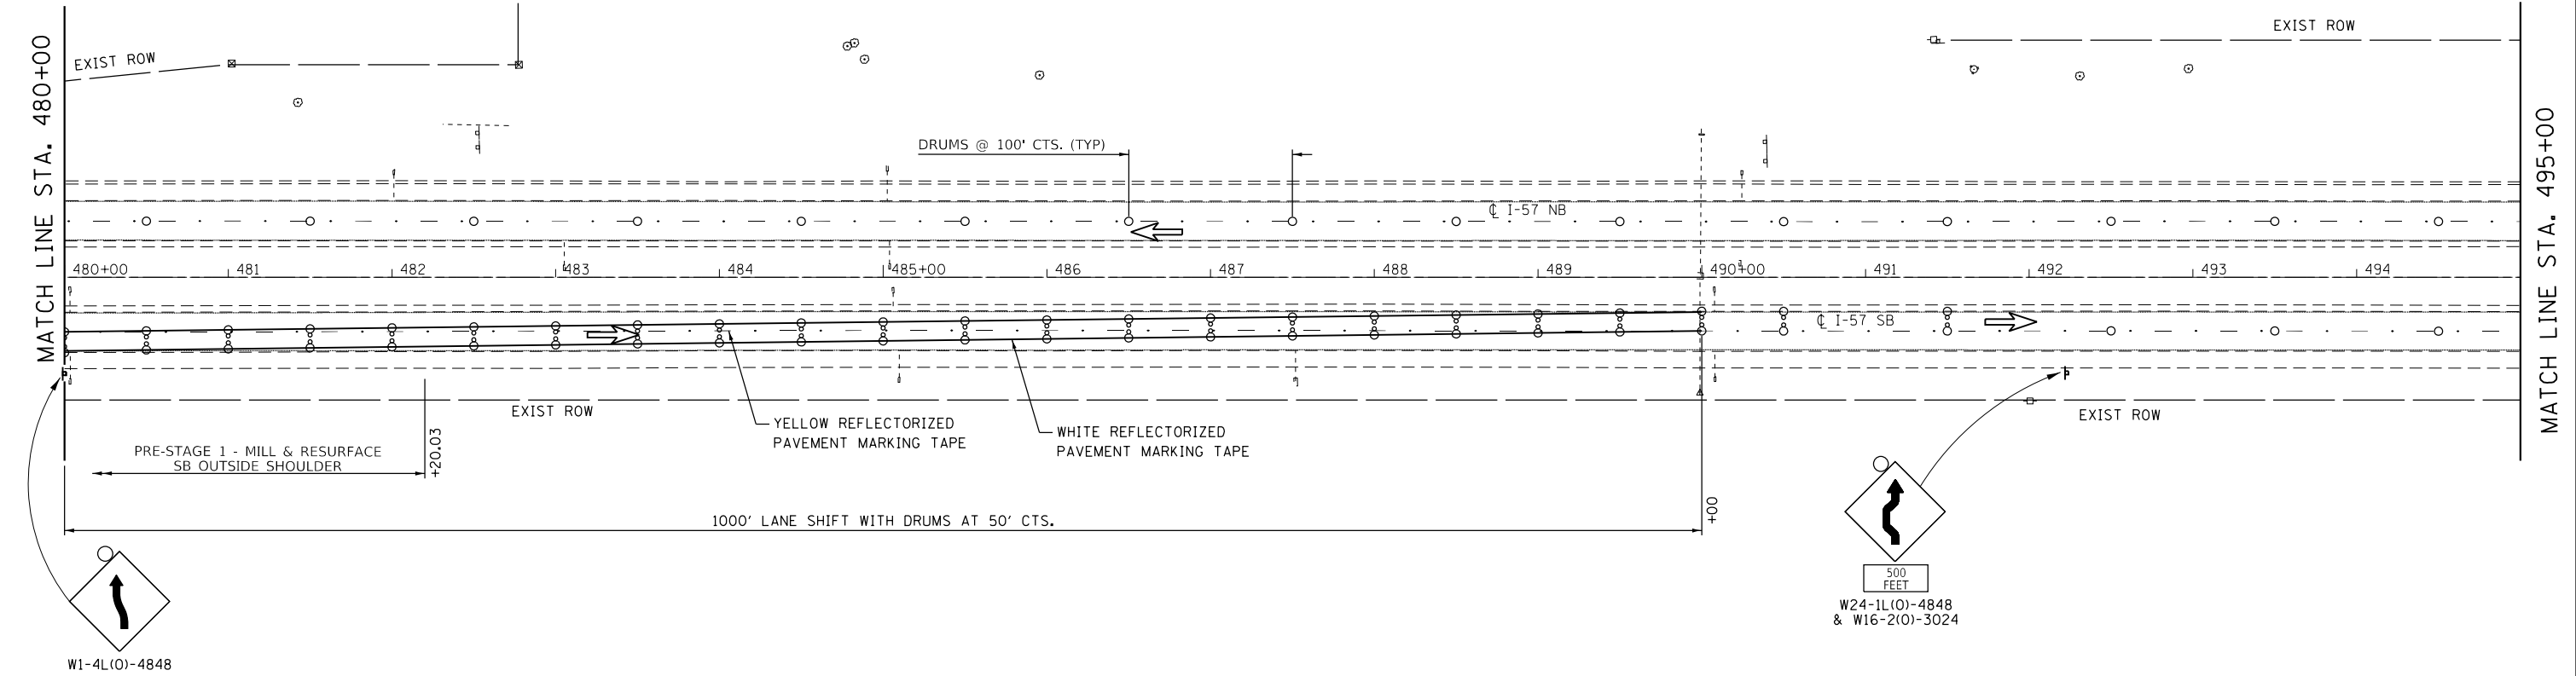 MATCH LINE STA. 480+00
EXIST ROW
EXIST ROW
DRUMS @ 100' CTS. (TYP)
℄ I-57 NB
480+00 481 482 483 484 485+00 486 487 488 489 490+00 491 492 493 494
℄ I-57 SB
EXIST ROW
EXIST ROW
YELLOW REFLECTORIZED
PAVEMENT MARKING TAPE
WHITE REFLECTORIZED
PAVEMENT MARKING TAPE
PRE-STAGE 1 - MILL & RESURFACE
SB OUTSIDE SHOULDER
+20.03
1000' LANE SHIFT WITH DRUMS AT 50' CTS.
+00
500
FEET
W24-1L(O)-4848
& W16-2(O)-3024
W1-4L(O)-4848
MATCH LINE STA. 495+00